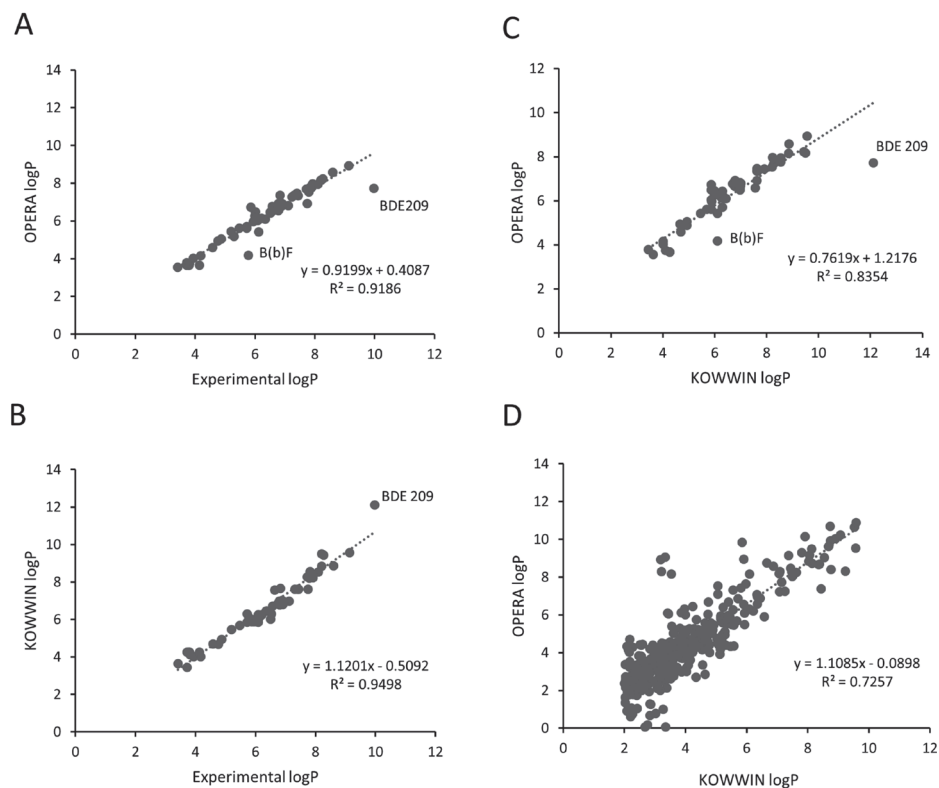 A
OPERA logP
14
12
10
8
6
4
2
0
0 2 4 6 8 10 12
Experimental logP
BDE209
B(b)F
y = 0.9199x + 0.4087
R² = 0.9186
C
OPERA logP
12
10
8
6
4
2
0
0 2 4 6 8 10 12 14
KOWWIN logP
BDE 209
B(b)F
y = 0.7619x + 1.2176
R² = 0.8354
B
KOWWIN logP
14
12
10
8
6
4
2
0
0 2 4 6 8 10 12
Experimental logP
BDE 209
y = 1.1201x - 0.5092
R² = 0.9498
D
OPERA logP
14
12
10
8
6
4
2
0
0 2 4 6 8 10 12
KOWWIN logP
y = 1.1085x - 0.0898
R² = 0.7257